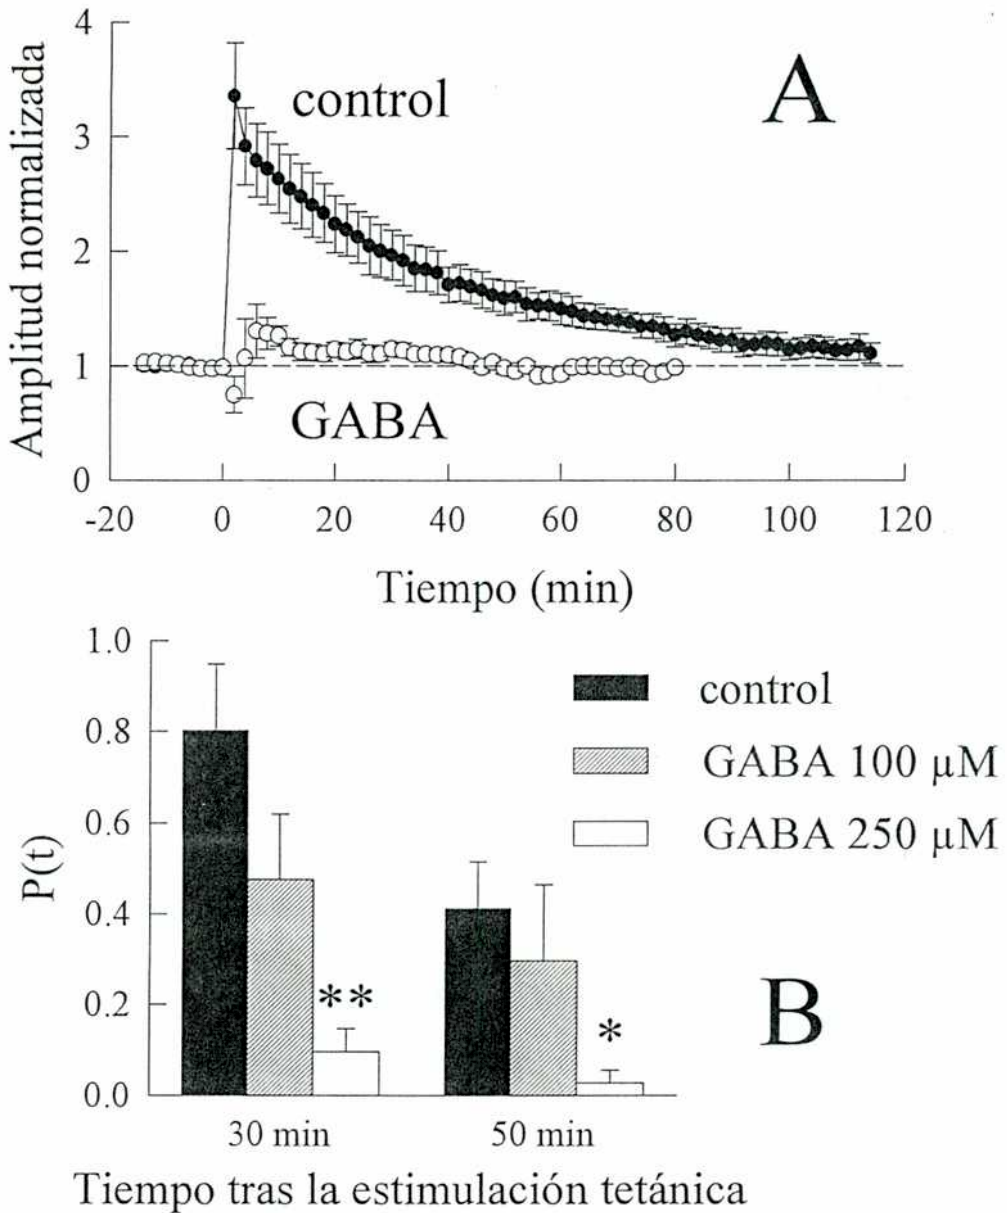 4
3
2
1
0
Amplitud normalizada
control
A
GABA
-20 0 20 40 60 80 100 120
Tiempo (min)
1.0
0.8
0.6
0.4
0.2
0.0
P(t)
control
GABA 100 µM
GABA 250 µM
**
*
B
30 min 50 min
Tiempo tras la estimulación tetánica